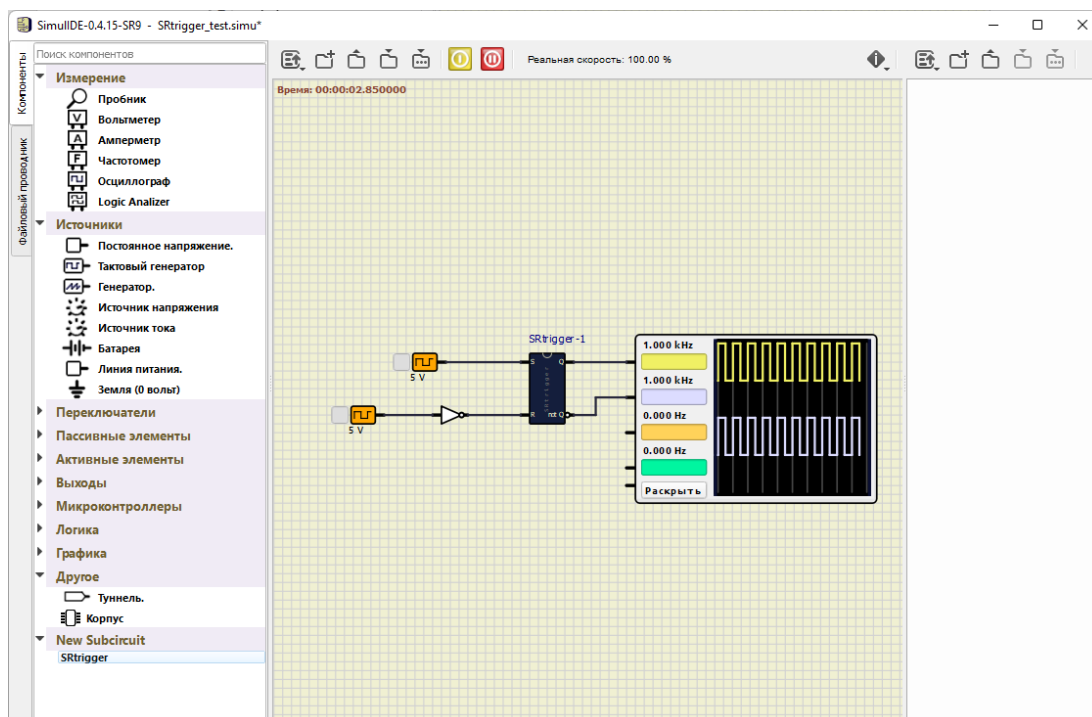 SimulIDE-0.4.15-SR9 - SRtrigger_test.simu*
Компоненты
Файловый проводник
Поиск компонентов
Измерение
Пробник
Вольтметер
V
Амперметр
A
Частотомер
F
Осциллограф
Logic Analizer
Источники
Постоянное напряжение.
Тактовый генератор
Генератор.
Источник напряжения
Источник тока
Батарея
Линия питания.
Земля (0 вольт)
Переключатели
Пассивные элементы
Активные элементы
Выходы
Микроконтроллеры
Логика
Графика
Другое
Туннель.
Корпус
New Subcircuit
SRtrigger
Реальная скорость: 100.00 %
Время: 00:00:02.850000
SRtrigger-1
S
Q
SRtrigger
R
not Q
5 V
5 V
1.000 kHz
1.000 kHz
0.000 Hz
0.000 Hz
Раскрыть